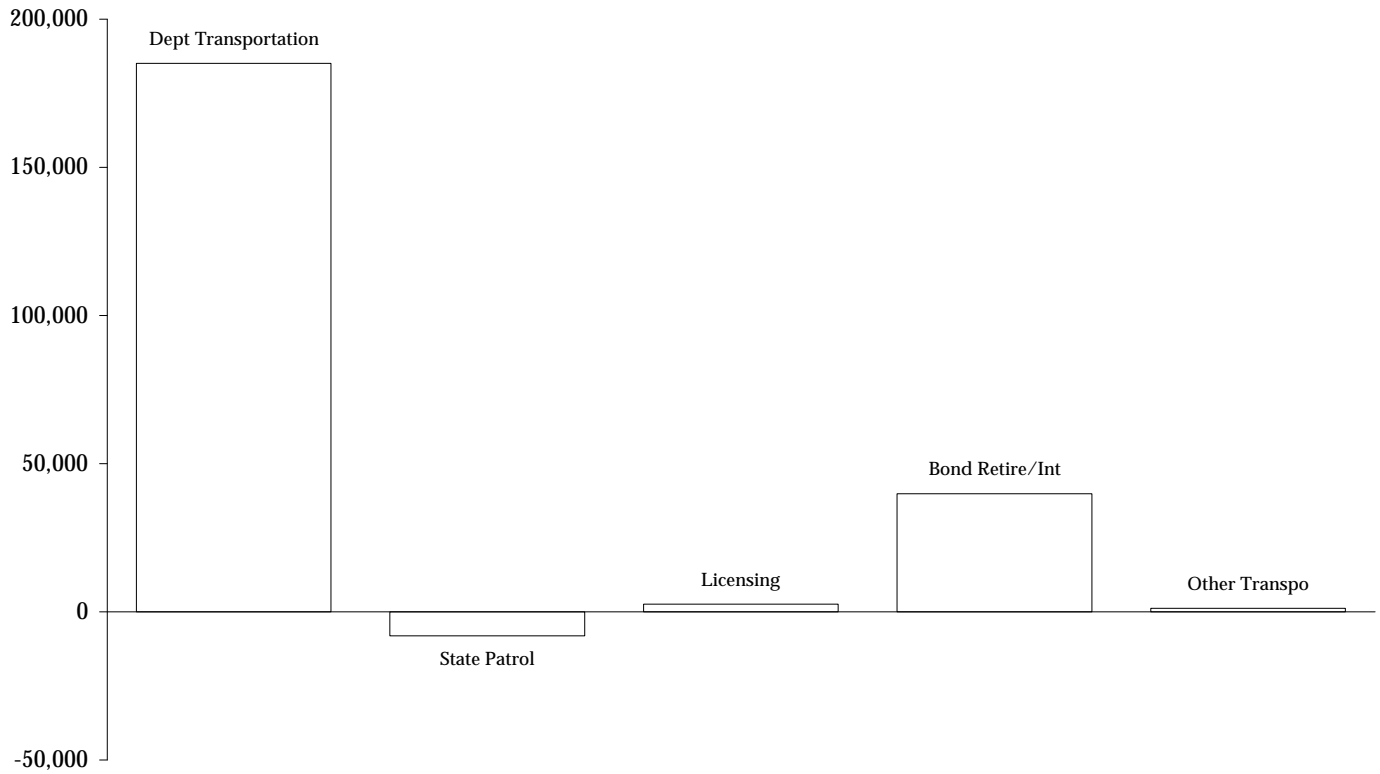 200,000
Dept Transportation
150,000
100,000
50,000
Bond Retire/Int
Licensing
Other Transpo
0
State Patrol
-50,000